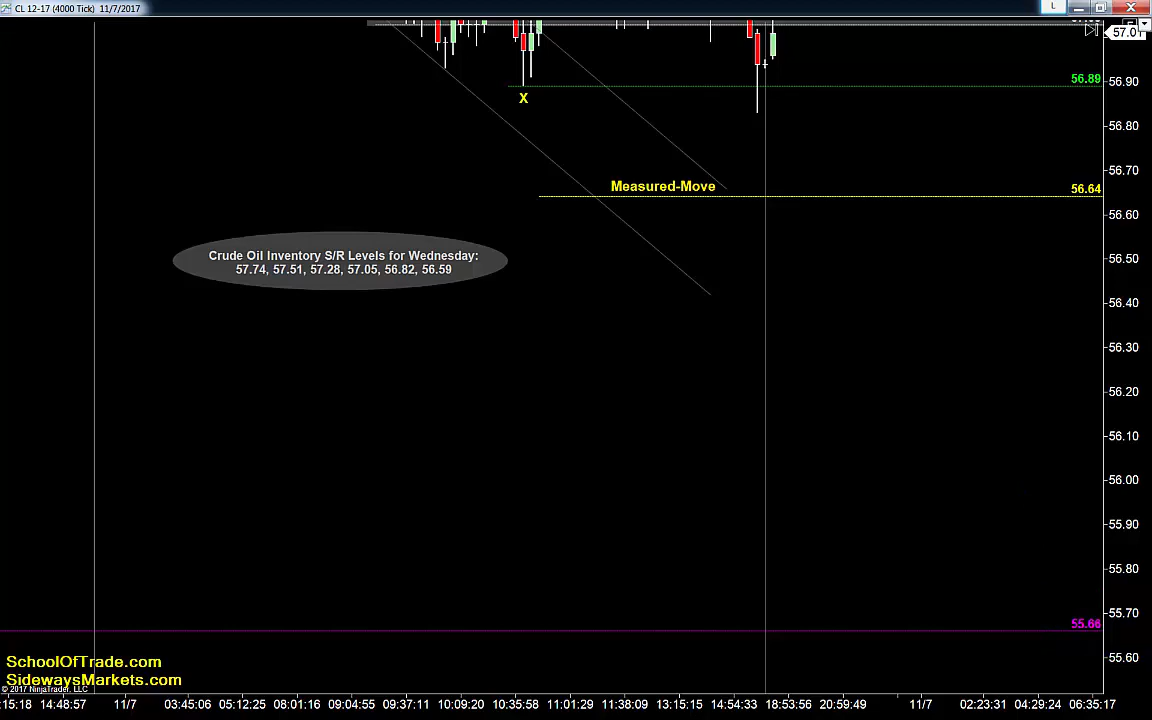 CL 12-17 (4000 Tick) 11/7/2017
L
F
57.01
56.89
56.90
X
56.80
56.70
Measured-Move
56.64
56.60
Crude Oil Inventory S/R Levels for Wednesday:
57.74, 57.51, 57.28, 57.05, 56.82, 56.59
56.50
56.40
56.30
56.20
56.10
56.00
55.90
55.80
55.70
55.66
55.60
SchoolOfTrade.com
SidewaysMarkets.com
© 2017 NinjaTrader, LLC
:15:18 14:48:57 11/7 03:45:06 05:12:25 08:01:16 09:04:55 09:37:11 10:09:20 10:35:58 11:01:29 11:38:09 13:15:15 14:54:33 18:53:56 20:59:49 11/7 02:23:31 04:29:24 06:35:17